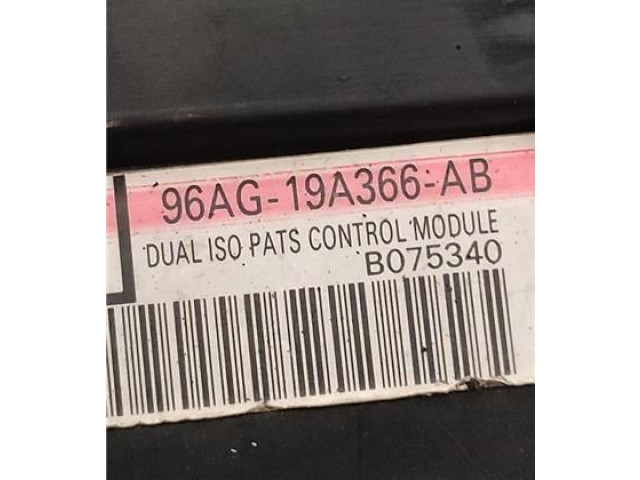 96AG-19A366-AB
DUAL ISO PATS CONTROL MODULE
B075340